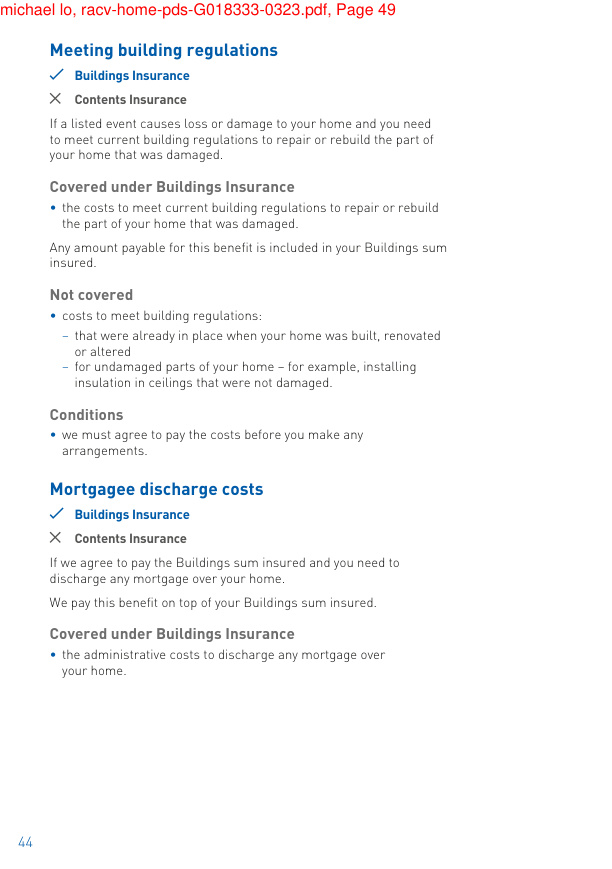 michael lo, racv-home-pds-G018333-0323.pdf, Page 49
Meeting building regulations
Buildings Insurance
Contents Insurance
If a listed event causes loss or damage to your home and you need
to meet current building regulations to repair or rebuild the part of
your home that was damaged.
Covered under Buildings Insurance
• the costs to meet current building regulations to repair or rebuild
the part of your home that was damaged.
Any amount payable for this benefit is included in your Buildings sum
insured.
Not covered
• costs to meet building regulations:
– that were already in place when your home was built, renovated
or altered
– for undamaged parts of your home – for example, installing
insulation in ceilings that were not damaged.
Conditions
• we must agree to pay the costs before you make any
arrangements.
Mortgagee discharge costs
Buildings Insurance
Contents Insurance
If we agree to pay the Buildings sum insured and you need to
discharge any mortgage over your home.
We pay this benefit on top of your Buildings sum insured.
Covered under Buildings Insurance
• the administrative costs to discharge any mortgage over
your home.
44